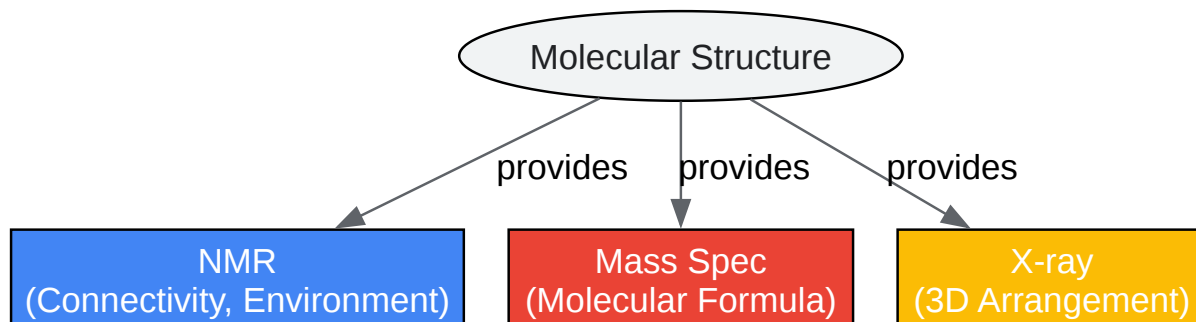 Molecular Structure
provides
provides
provides
NMR
(Connectivity, Environment)
Mass Spec
(Molecular Formula)
X-ray
(3D Arrangement)